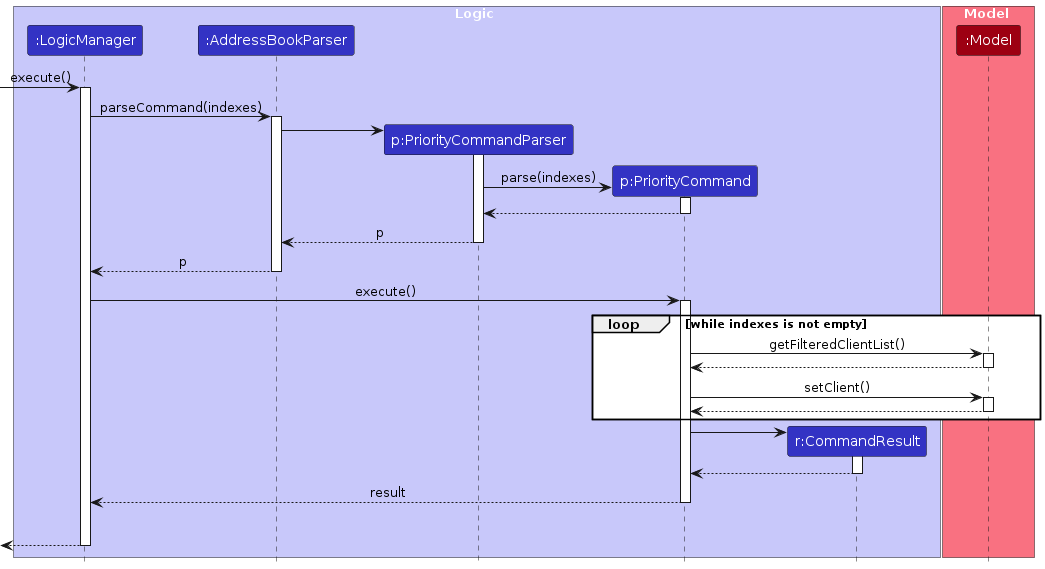 Logic
Model
:LogicManager
:AddressBookParser
:Model
execute()
parseCommand(indexes)
p:PriorityCommandParser
parse(indexes)
p:PriorityCommand
p
p
execute()
loop
[while indexes is not empty]
getFilteredClientList()
setClient()
r:CommandResult
result